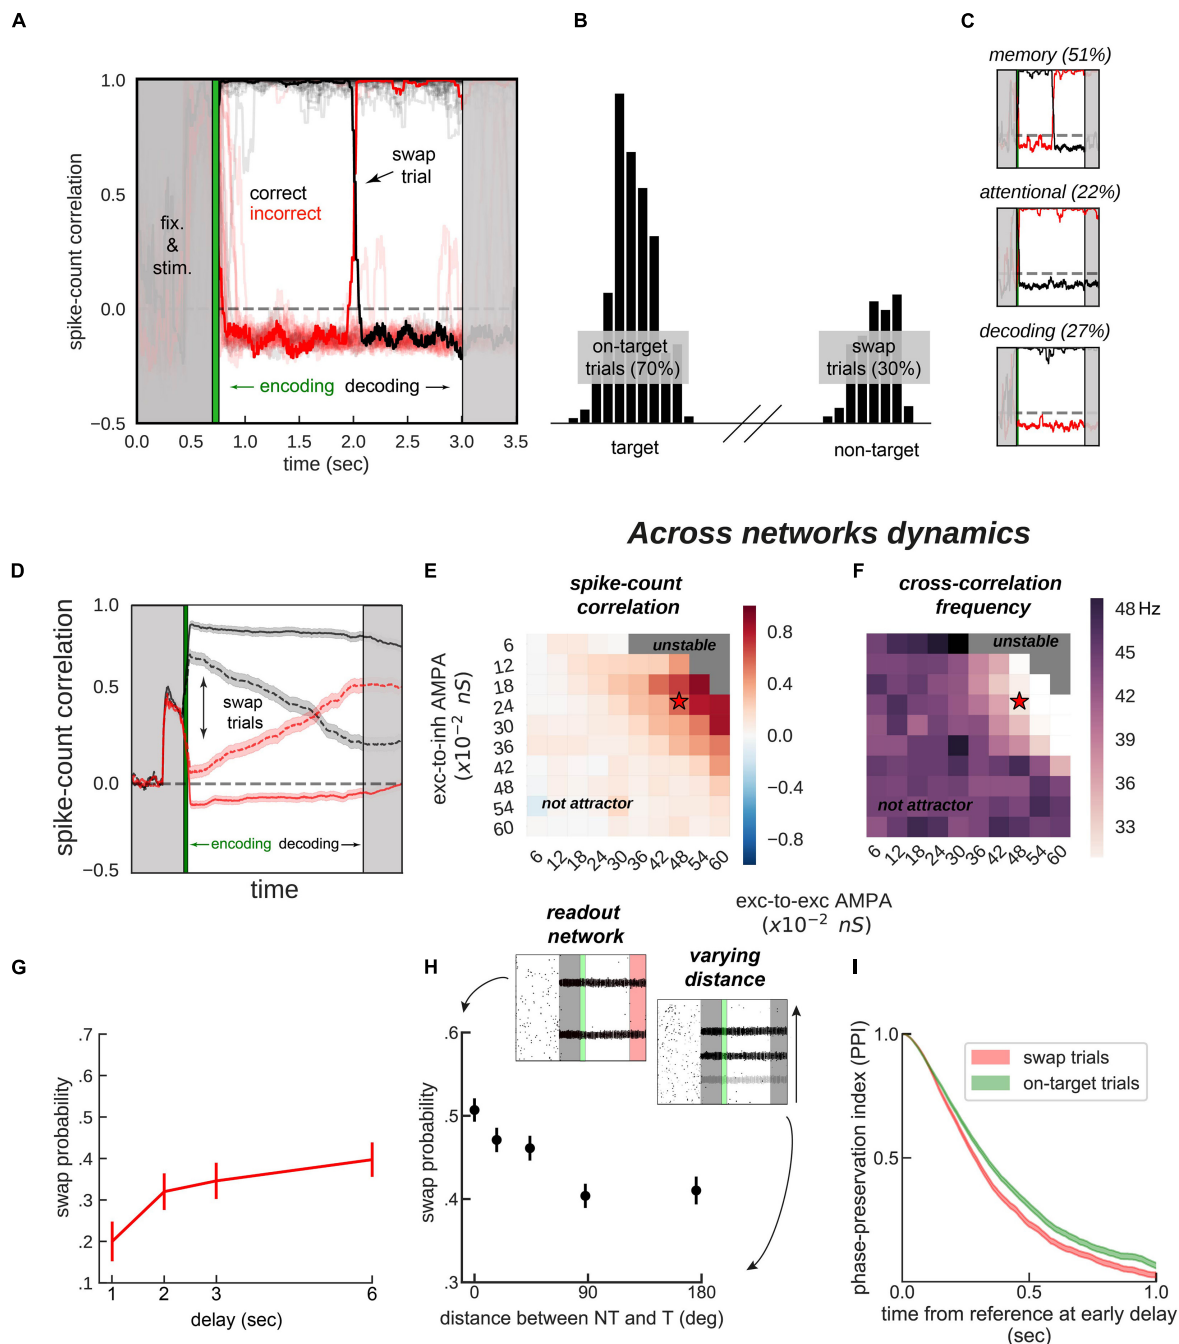 A
spike-count correlation
1.0
0.5
0.0
−0.5
fix.
&
stim.
correct
incorrect
swap
trial
← encoding
decoding →
0.0
0.5
1.0
1.5
2.0
2.5
3.0
3.5
time (sec)
B
on-target
trials (70%)
swap
trials (30%)
target
non-target
C
memory (51%)
attentional (22%)
decoding (27%)
Across networks dynamics
D
spike-count correlation
1.0
0.5
0.0
−0.5
swap
trials
← encoding
decoding →
time
E
spike-count
correlation
exc-to-inh AMPA
(x10⁻² nS)
6
12
18
24
30
36
42
48
54
60
unstable
not attractor
6
12
18
24
30
36
42
48
54
60
0.8
0.4
0.0
−0.4
−0.8
F
cross-correlation
frequency
unstable
not attractor
6
12
18
24
30
36
42
48
54
60
48 Hz
45
42
39
36
33
exc-to-exc AMPA
(x10⁻² nS)
G
swap probability
.7
.6
.5
.4
.3
.2
.1
1
2
3
6
delay (sec)
H
readout
network
varying
distance
swap probability
.6
.5
.4
.3
0
90
180
distance between NT and T (deg)
I
phase-preservation index (PPI)
1.0
0.5
swap trials
on-target trials
0
0.5
1.0
time from reference at early delay
(sec)